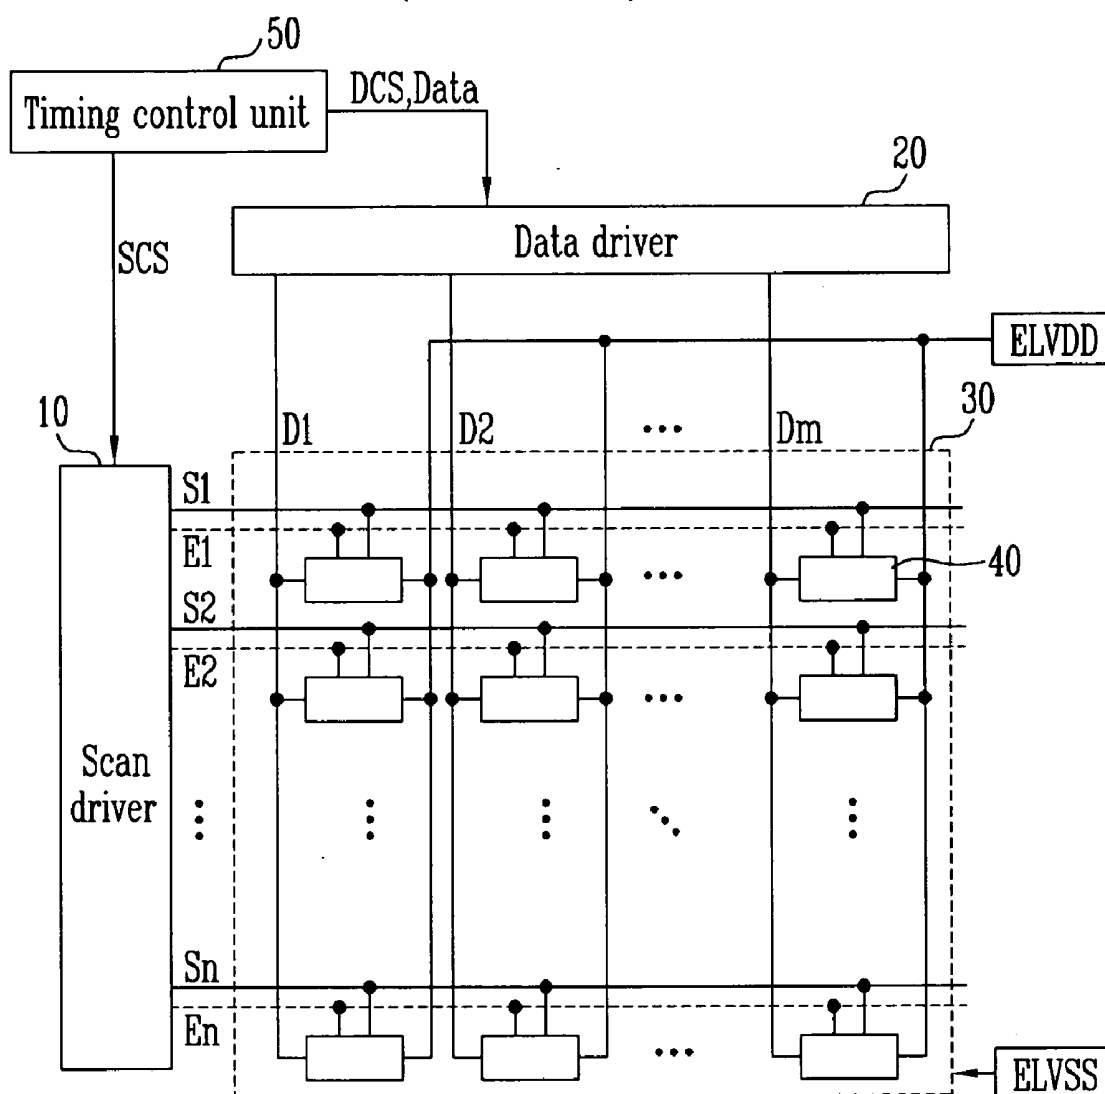 50
Timing control unit
DCS,Data
20
Data driver
SCS
ELVDD
10
D1
D2
Dm
30
S1
E1
40
S2
E2
Scan
driver
Sn
En
ELVSS